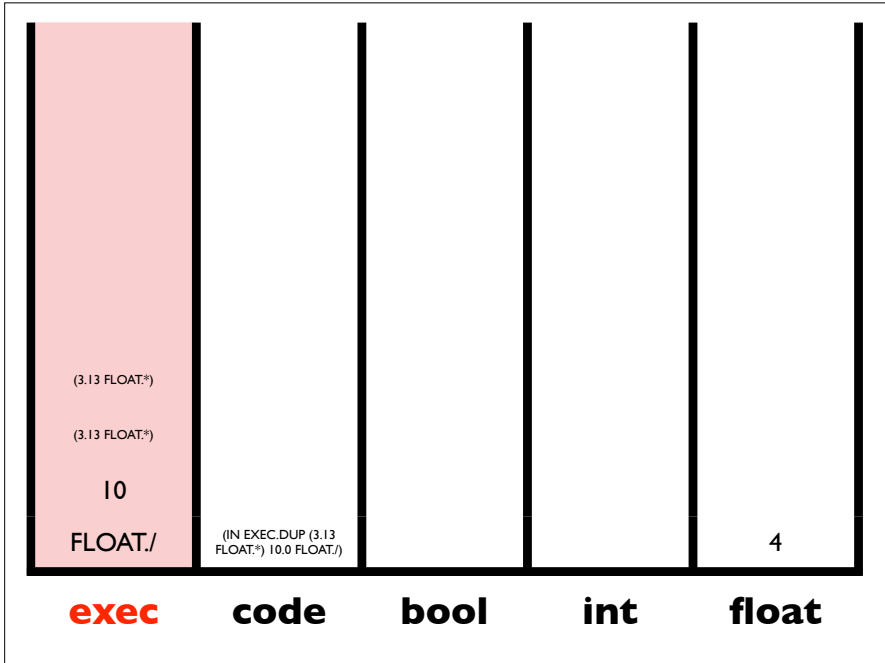 (3.13 FLOAT.*)
(3.13 FLOAT.*)
10
FLOAT./
(IN EXEC.DUP (3.13
FLOAT.*) 10.0 FLOAT./)
4
exec code bool int float